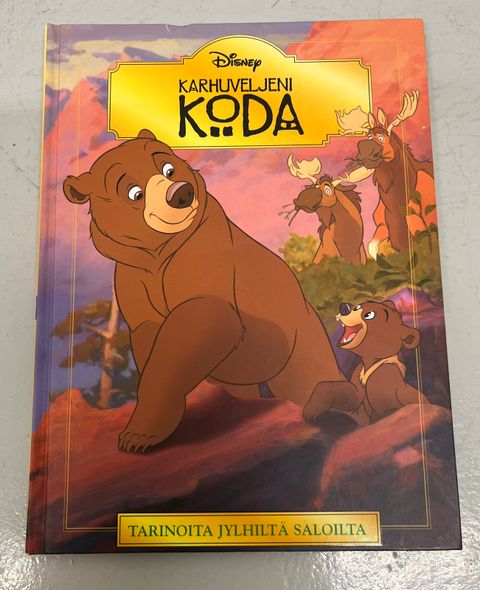 Disney
KARHUVELJENI
KODA
TARINOITA JYLHILTÄ SALOILTA